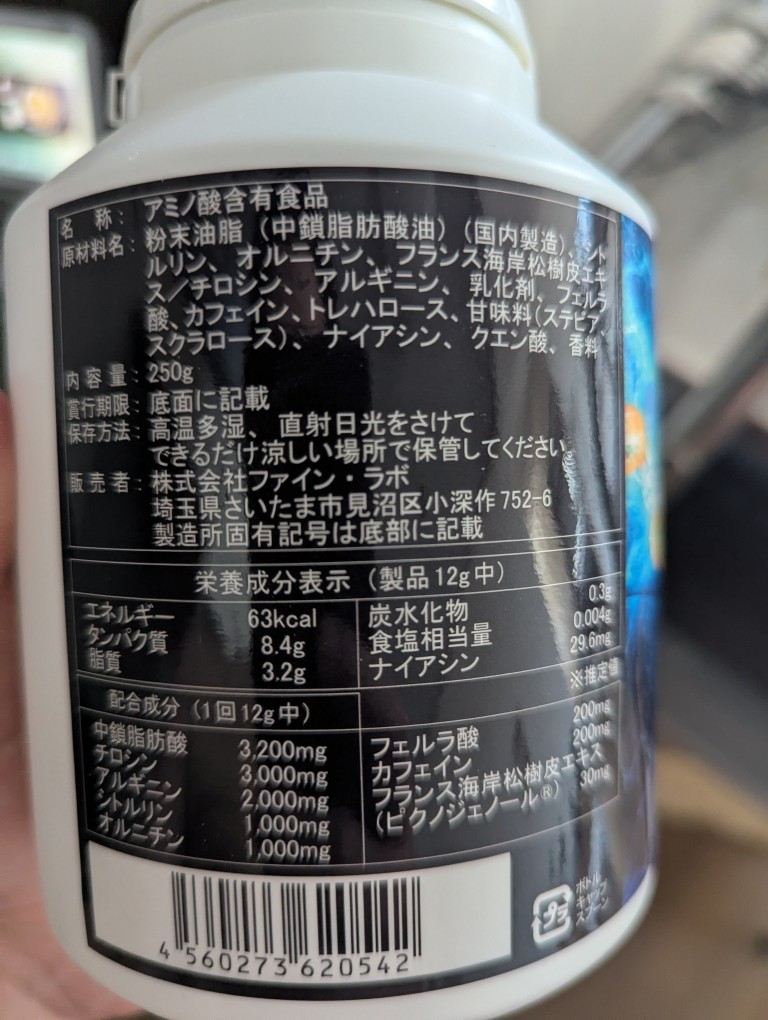 名称：アミノ酸含有食品
原材料名：粉末油脂（中鎖脂肪酸油）（国内製造）、シト
ルリン、オルニチン、フランス海岸松樹皮エキ
ス／チロシン、アルギニン、乳化剤、フェルラ
酸、カフェイン、トレハロース、甘味料（ステビア、
スクラロース）、ナイアシン、クエン酸、香料
内容量：250g
賞行期限：底面に記載
保存方法：高温多湿、直射日光をさけて
できるだけ涼しい場所で保管してください。
販売者：株式会社ファイン・ラボ
埼玉県さいたま市見沼区小深作752-6
製造所固有記号は底部に記載
栄養成分表示（製品12g中）
エネルギー 63kcal
タンパク質 8.4g
脂質 3.2g
炭水化物 0.3g
食塩相当量 0.004g
ナイアシン 29.6mg
※推定値
配合成分（1回12g中）
中鎖脂肪酸 3,200mg
チロシン 3,000mg
アルギニン 2,000mg
シトルリン 1,000mg
オルニチン 1,000mg
フェルラ酸 200mg
カフェイン 200mg
フランス海岸松樹皮エキス 30mg
（ピクノジェノール®）
4 560273 620542
プラ
ボトル
キャップ
スプーン